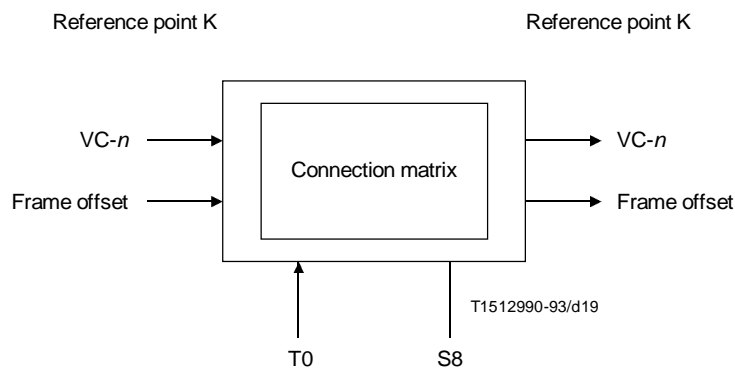 Reference point K
Reference point K
VC-n
VC-n
Connection matrix
Frame offset
Frame offset
T1512990-93/d19
T0
S8